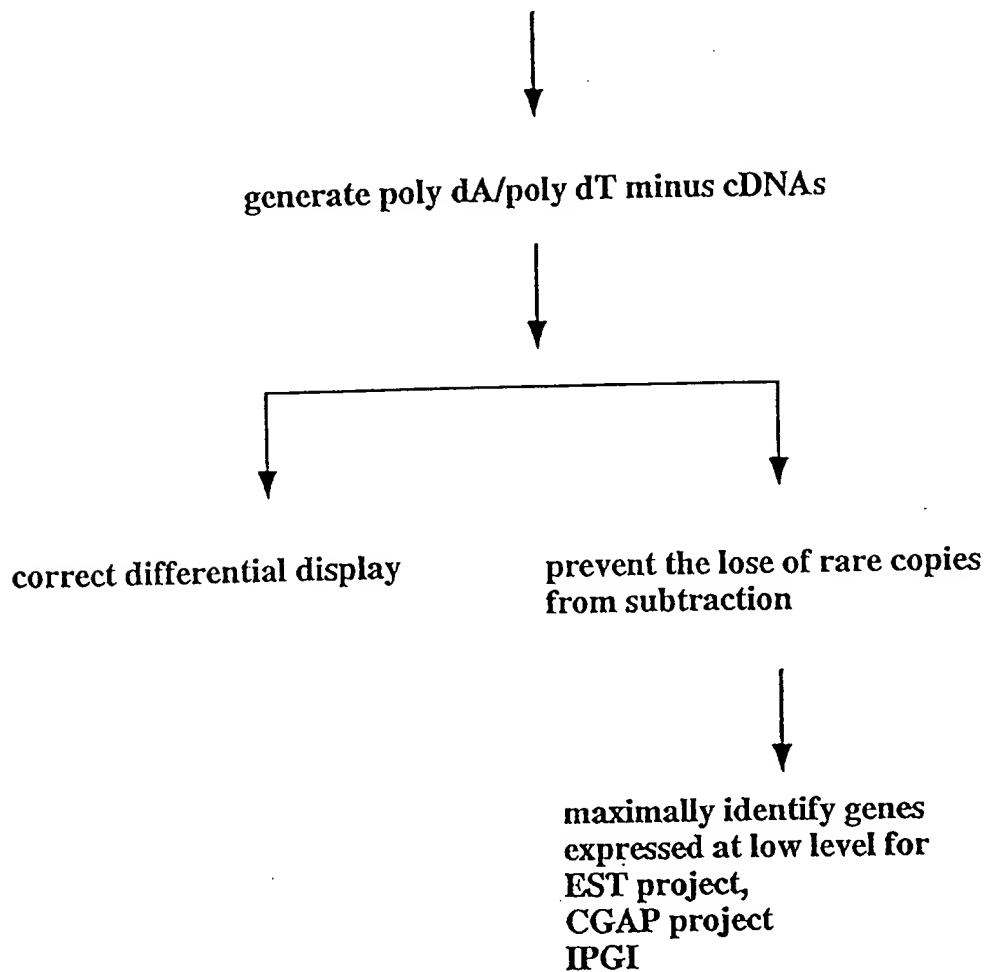 generate poly dA/poly dT minus cDNAs
correct differential display
prevent the lose of rare copies
from subtraction
maximally identify genes
expressed at low level for
EST project,
CGAP project
IPGI